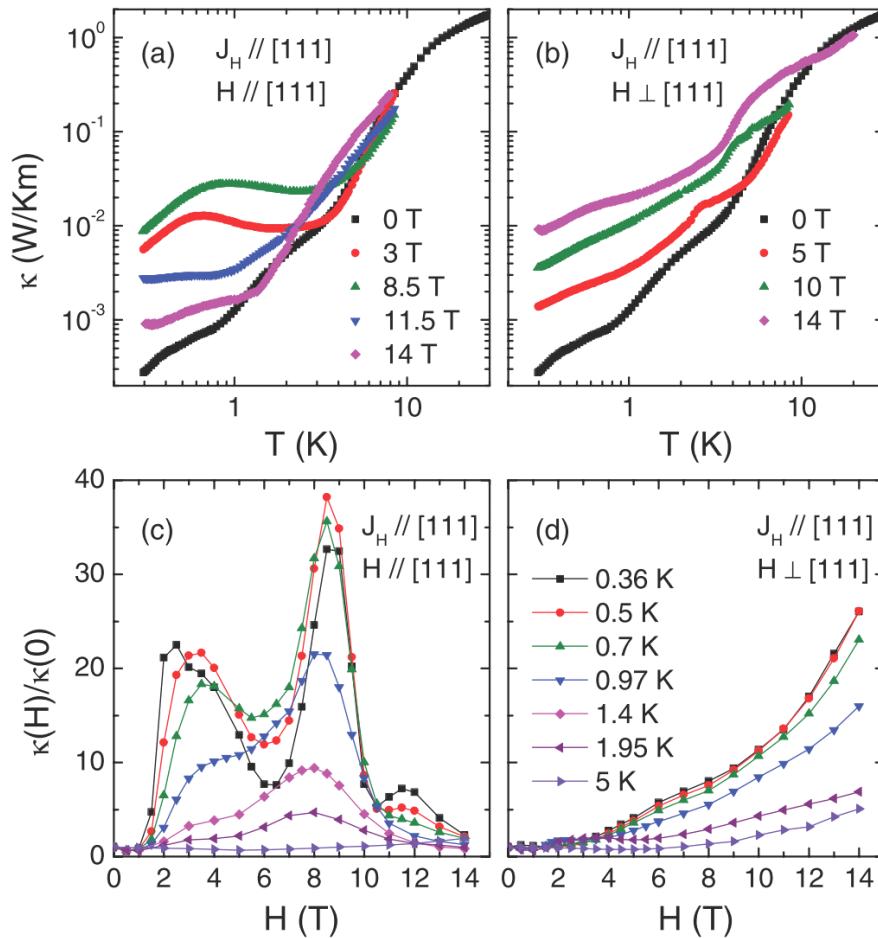 10^0
10^-1
10^-2
10^-3
κ (W/Km)
(a)
J_H // [111]
H // [111]
0 T
3 T
8.5 T
11.5 T
14 T
1
10
T (K)
(b)
J_H // [111]
H ⊥ [111]
0 T
5 T
10 T
14 T
1
10
T (K)
40
30
20
10
0
κ(H)/κ(0)
(c)
J_H // [111]
H // [111]
0 2 4 6 8 10 12 14
H (T)
(d)
J_H // [111]
H ⊥ [111]
0.36 K
0.5 K
0.7 K
0.97 K
1.4 K
1.95 K
5 K
0 2 4 6 8 10 12 14
H (T)